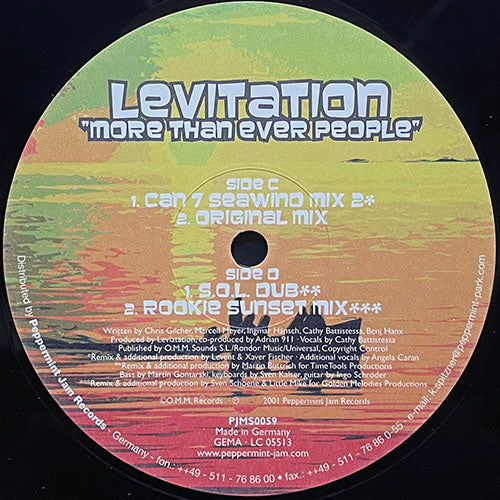 LEVITATION
"MORE THAN EVER PEOPLE"
SIDE C
1. CAN 7 SEAWIND MIX 2*
2. ORIGINAL MIX
SIDE D
1. S.O.L. DUB**
2. ROOKIE SUNSET MIX***
Written by Chris Gilcher, Marcell Meyer, Ingmar Hansch, Cathy Battistessa, Benj Hanx
Produced by Levitation, co-produced by Adrian 911 · Vocals by Cathy Battistessa
Published by O.M.M. Sounds S.L./Rondor Music/Universal, Copyright Control
*Remix & additional production by Levent & Xaver Fischer · Additional vocals by Angela Caran
**Remix & additional production by Martin Buttrich for TimeTools Productions
Bass by Martin Gontarski, keyboards by Sven Kaiser, guitar by Ingo Schröder
***Remix & additional production by Sven Schoene & Little Mike for Golden Melodies Productions
©O.M.M. Records · ℗ 2001 Peppermint Jam Records
PJMS0059
Made in Germany
GEMA · LC 05513
www.peppermint-jam.com
Distributed by Peppermint Jam Records - Germany - fon.: ++49 - 511 - 76 86 00 • fax.: ++49 - 511 - 76 86 0-55 • e-mail: K.spitzner@peppermint-park.com